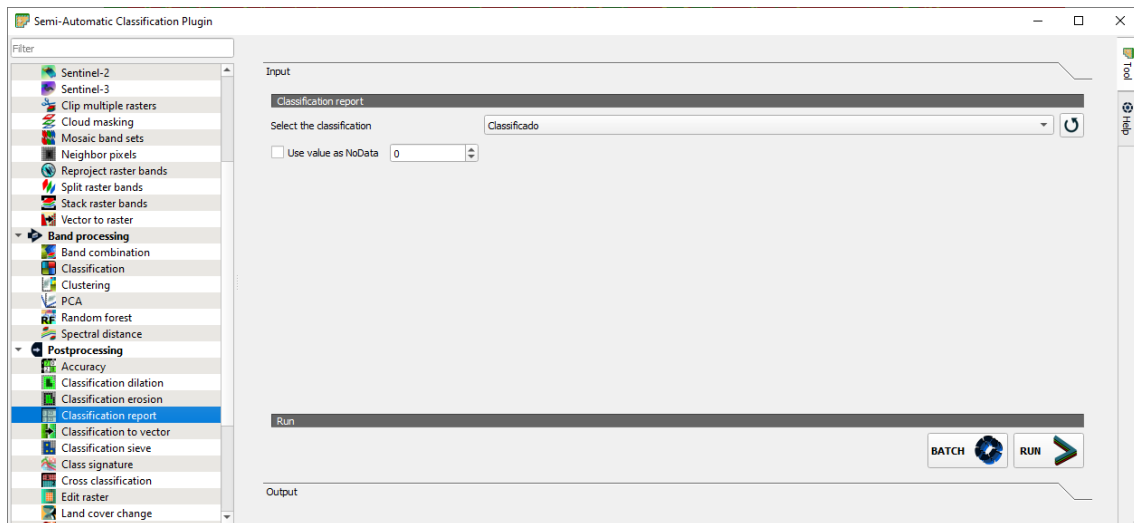 Semi-Automatic Classification Plugin
Filter
Sentinel-2
Sentinel-3
Clip multiple rasters
Cloud masking
Mosaic band sets
Neighbor pixels
Reproject raster bands
Split raster bands
Stack raster bands
Vector to raster
Band processing
Band combination
Classification
Clustering
PCA
RF Random forest
Spectral distance
Postprocessing
Accuracy
Classification dilation
Classification erosion
Classification report
Classification to vector
Classification sieve
Class signature
Cross classification
Edit raster
Land cover change
Input
Classification report
Select the classification Classificado
Use value as NoData 0
Run
BATCH RUN
Output
Tool
Help